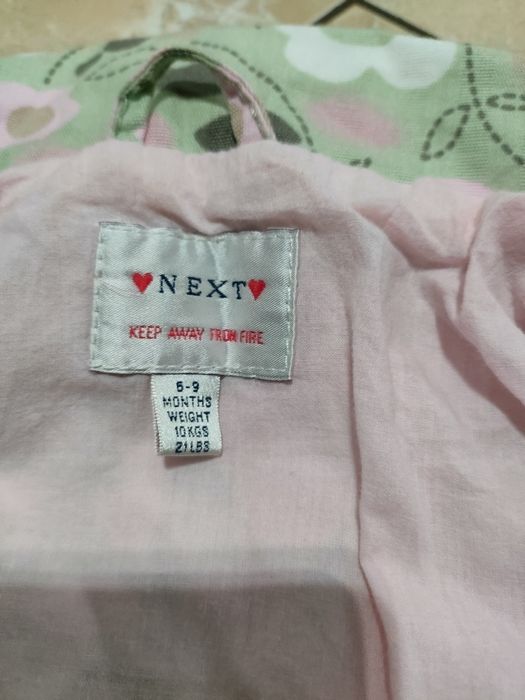 ♥NEXT♥
KEEP AWAY FROM FIRE
6-9
MONTHS
WEIGHT
10KGS
21LBS